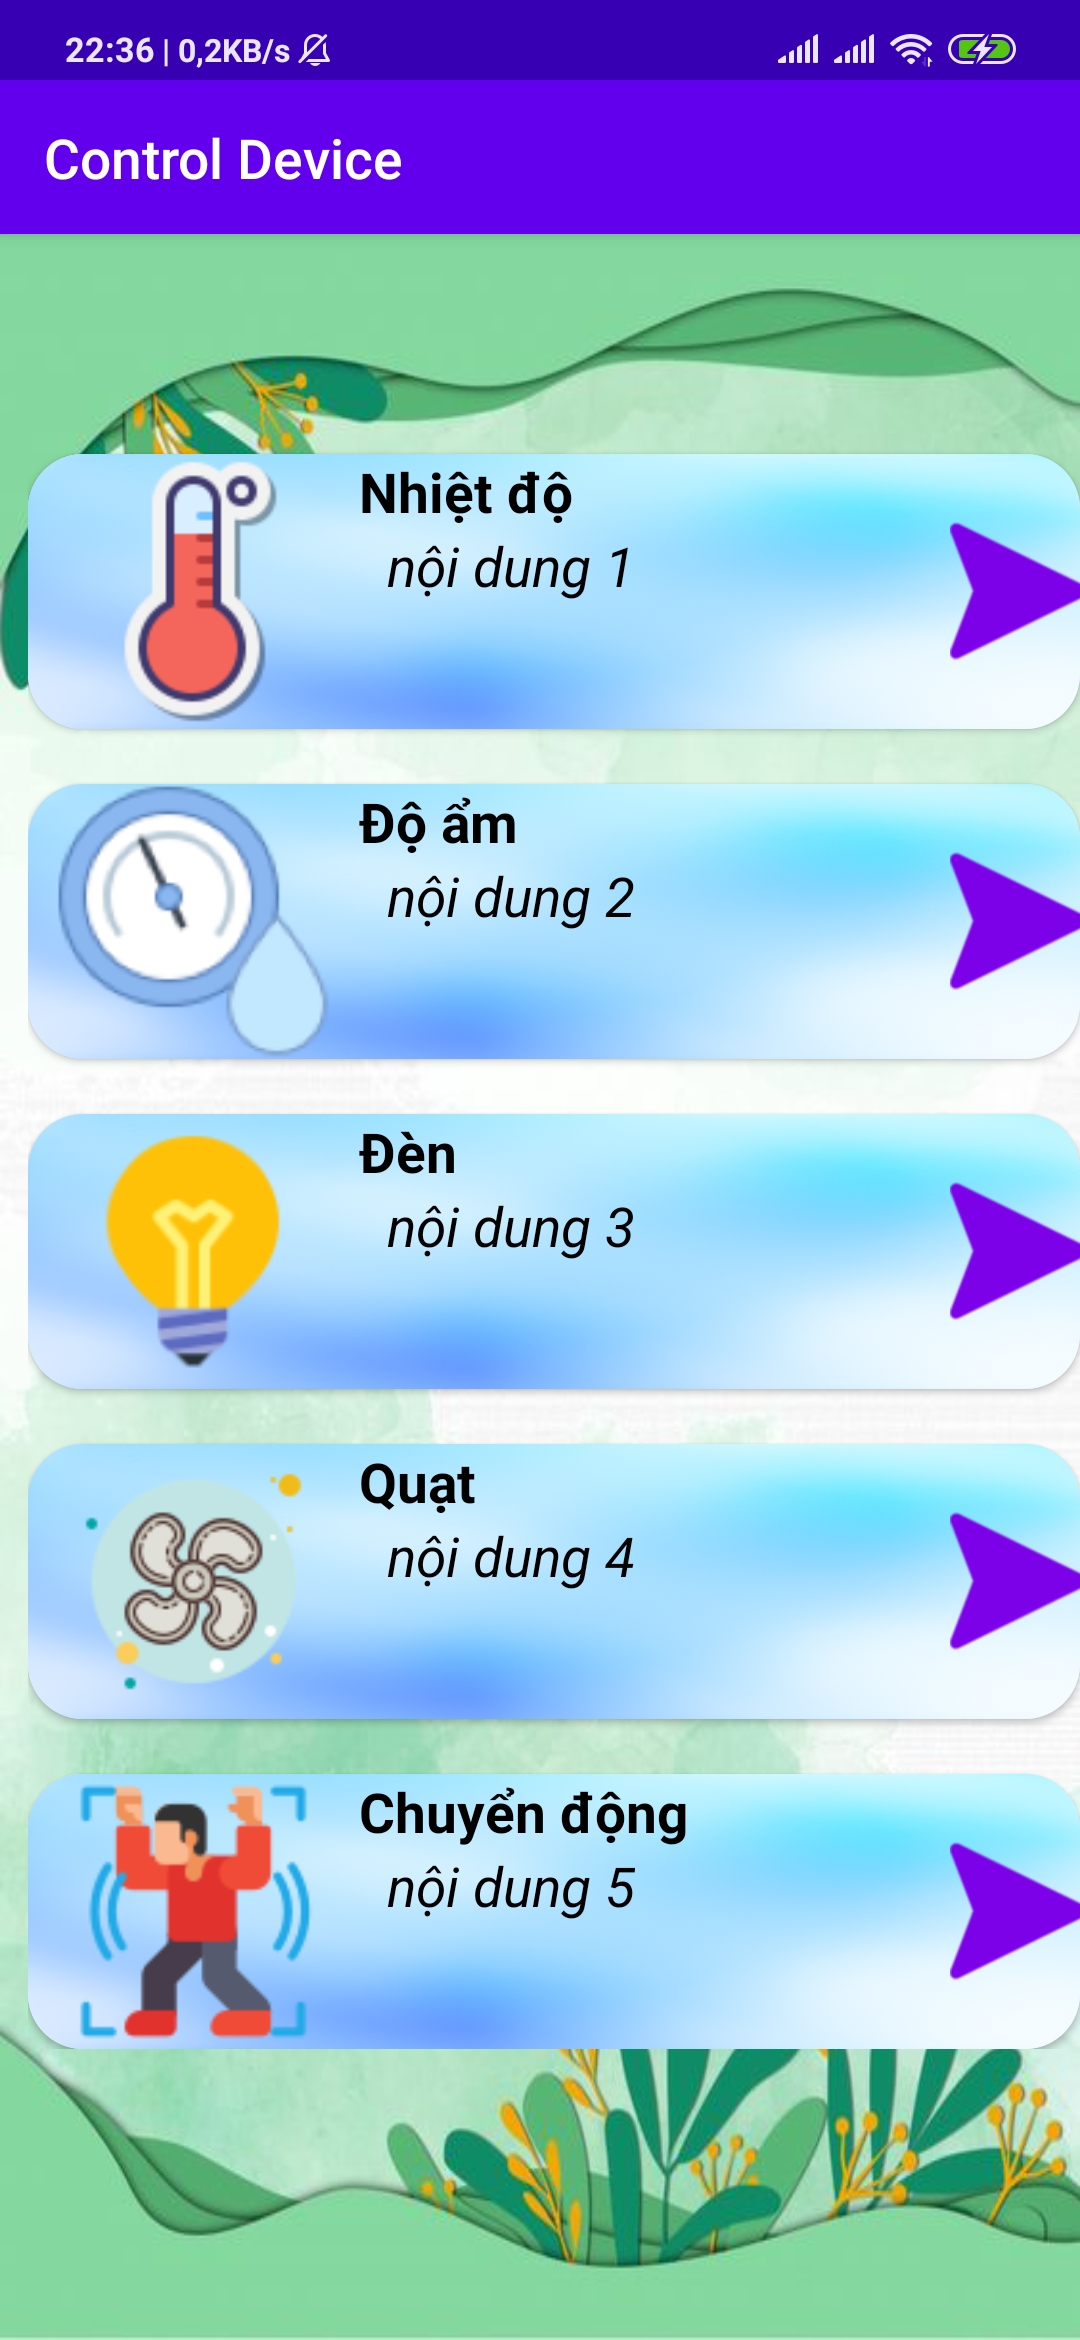 22:36 | 0,2KB/s
Control Device
Nhiệt độ
nội dung 1
Độ ẩm
nội dung 2
Đèn
nội dung 3
Quạt
nội dung 4
Chuyển động
nội dung 5